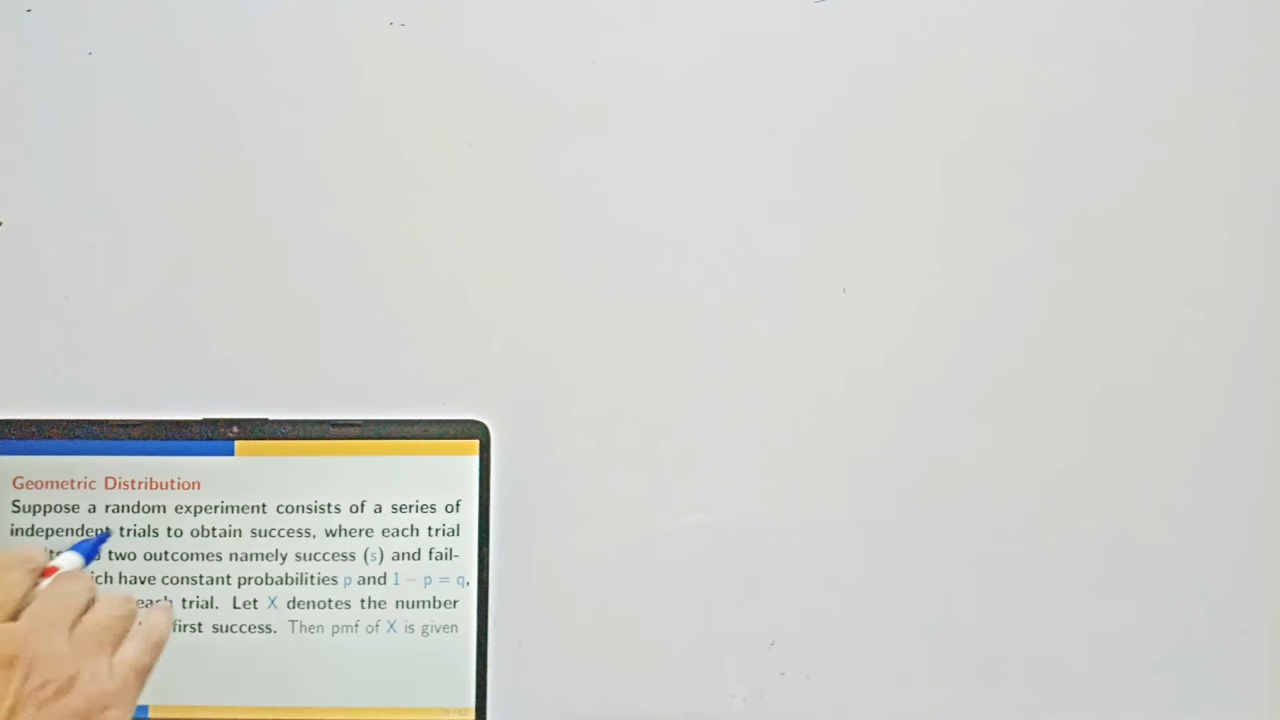 Geometric Distribution
Suppose a random experiment consists of a series of
independent trials to obtain success, where each trial
two outcomes namely success (s) and fail-
have constant probabilities p and 1 − p = q,
each trial. Let X denotes the number
first success. Then pmf of X is given